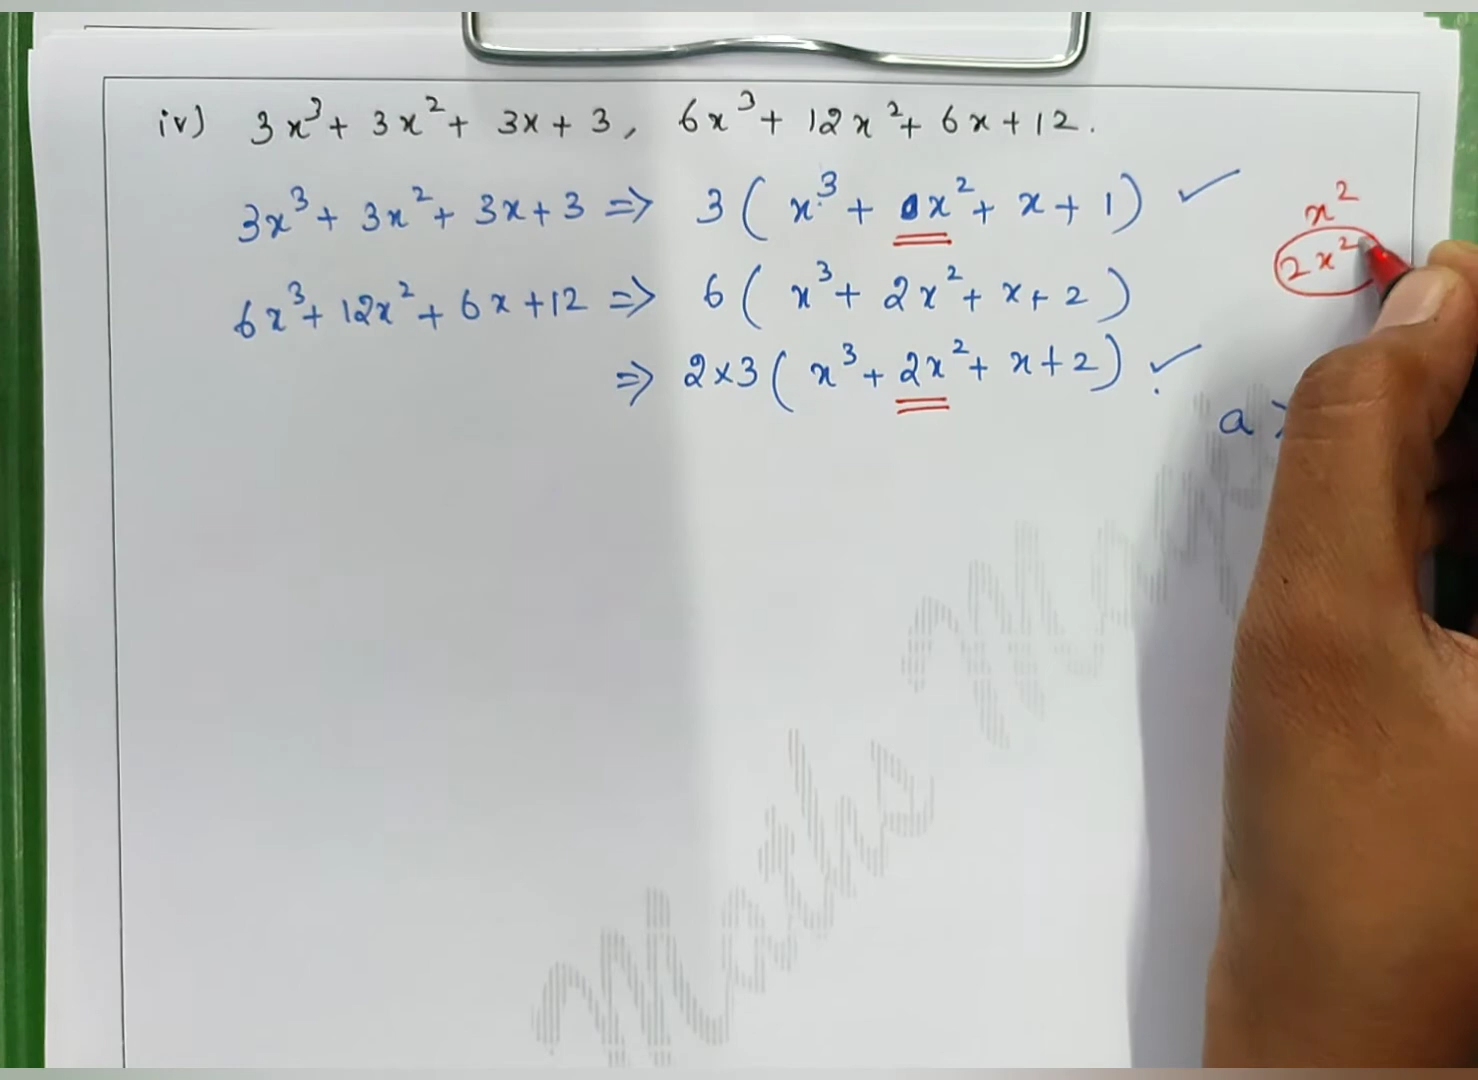 iv) 3x³ + 3x² + 3x + 3, 6x³ + 12x² + 6x + 12.
3x³ + 3x² + 3x + 3 ⇒ 3(x³ + x² + x + 1) ✓
x²
2x²
6x³ + 12x² + 6x + 12 ⇒ 6(x³ + 2x² + x + 2)
⇒ 2×3(x³ + 2x² + x + 2) ✓
a >
Maths